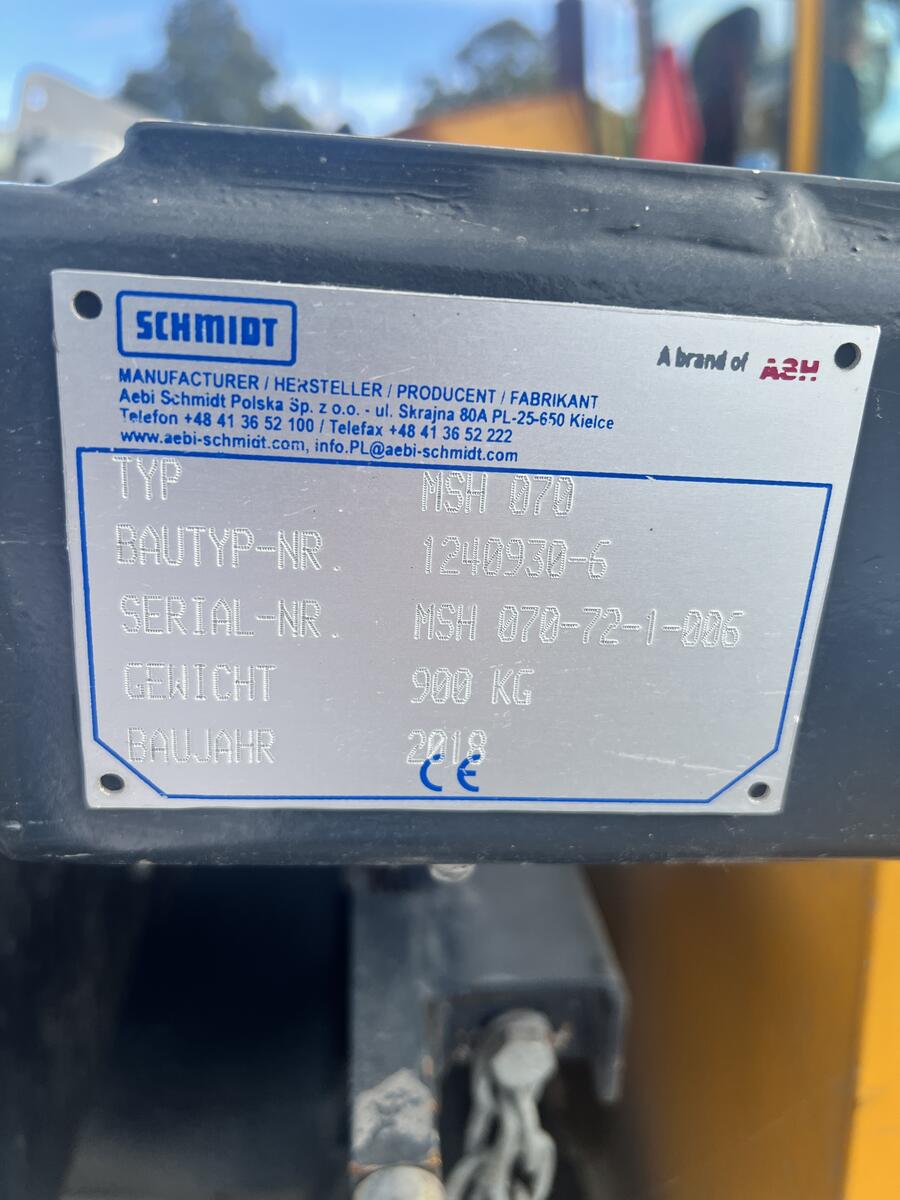 SCHMIDT
A brand of ASH
MANUFACTURER / HERSTELLER / PRODUCENT / FABRIKANT
Aebi Schmidt Polska Sp. z o.o. - ul. Skrajna 80A PL-25-650 Kielce
Telefon +48 41 36 52 100 / Telefax +48 41 36 52 222
www.aebi-schmidt.com, info.PL@aebi-schmidt.com
TYP MSH 070
BAUTYP-NR. 1240930-6
SERIAL-NR. MSH 070-72-1-006
GEWICHT 900 KG
BAUJAHR 2018
CE